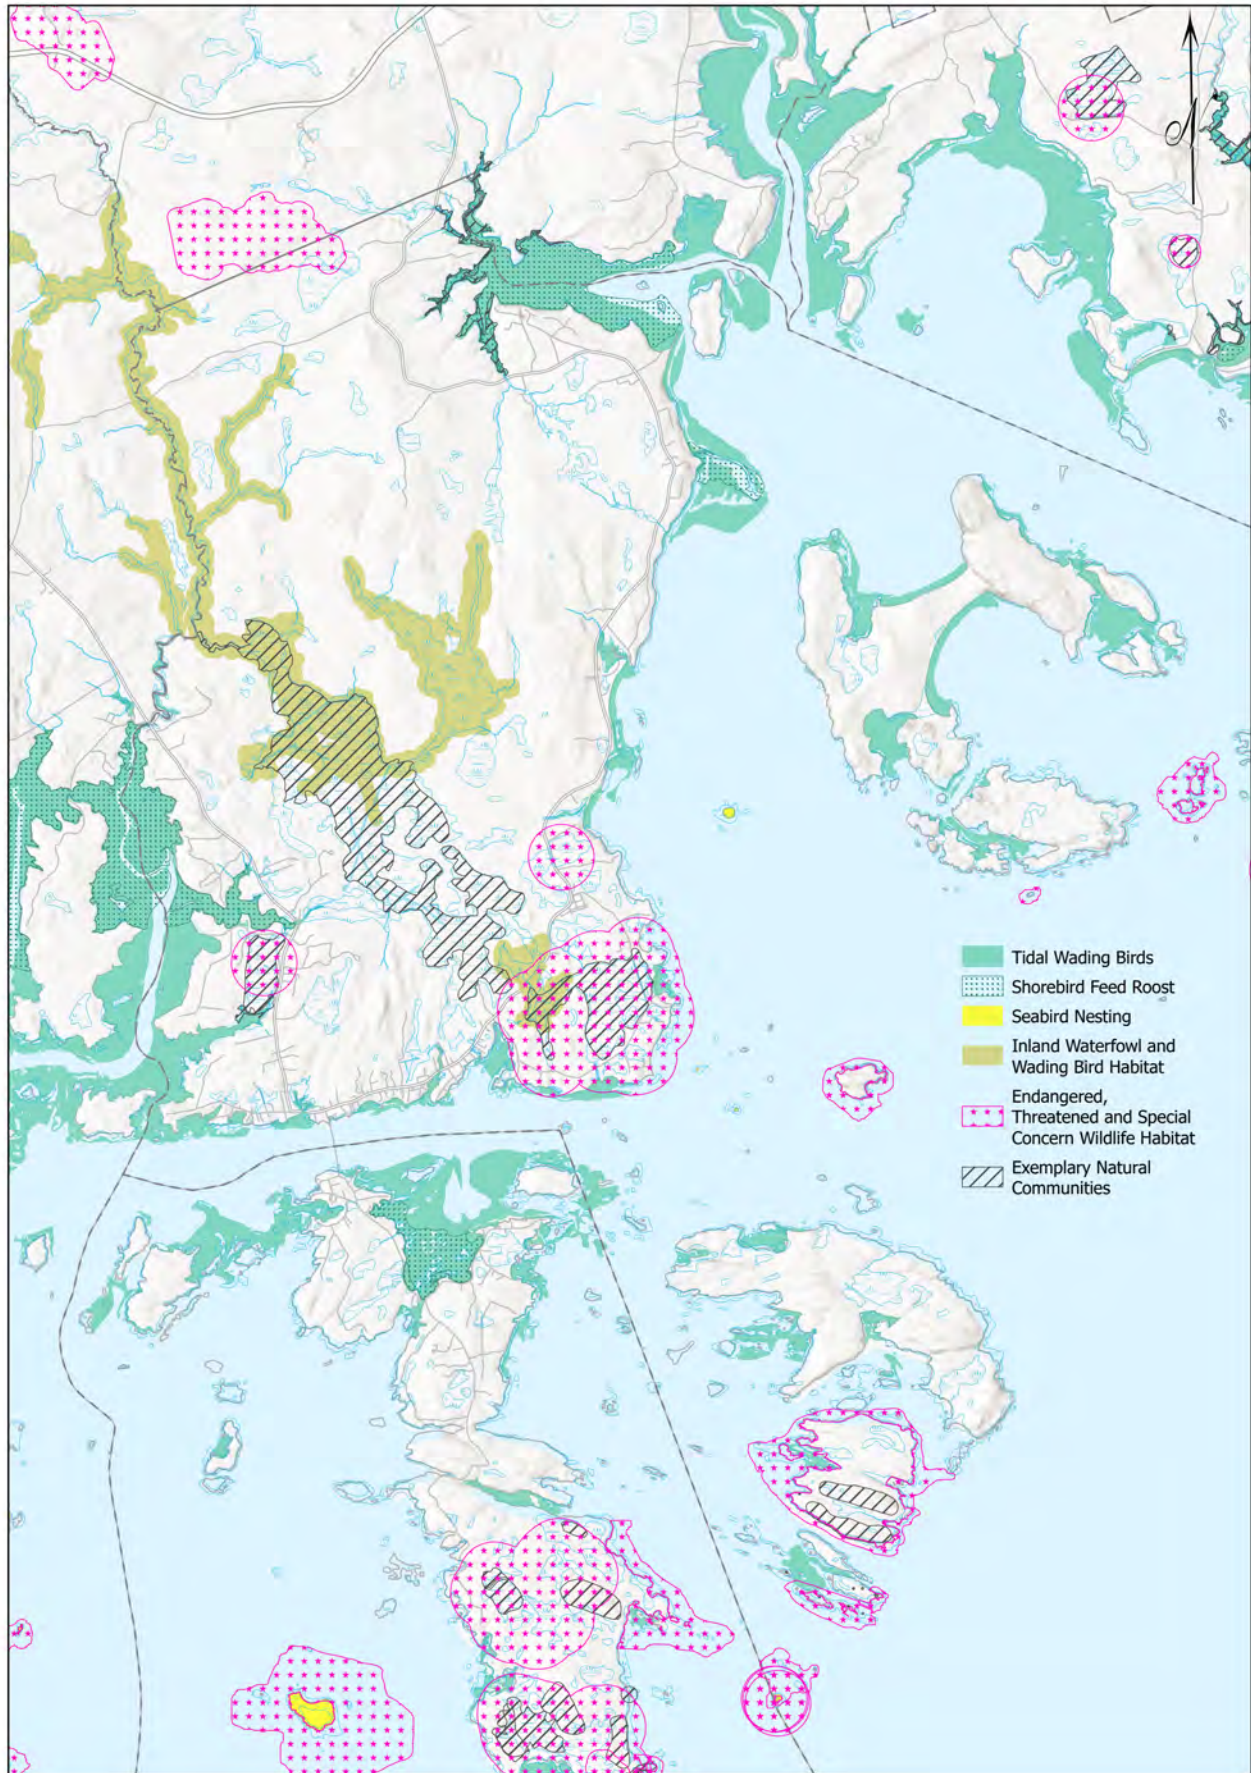 Tidal Wading Birds
Shorebird Feed Roost
Seabird Nesting
Inland Waterfowl and
Wading Bird Habitat
Endangered,
Threatened and Special
Concern Wildlife Habitat
Exemplary Natural
Communities